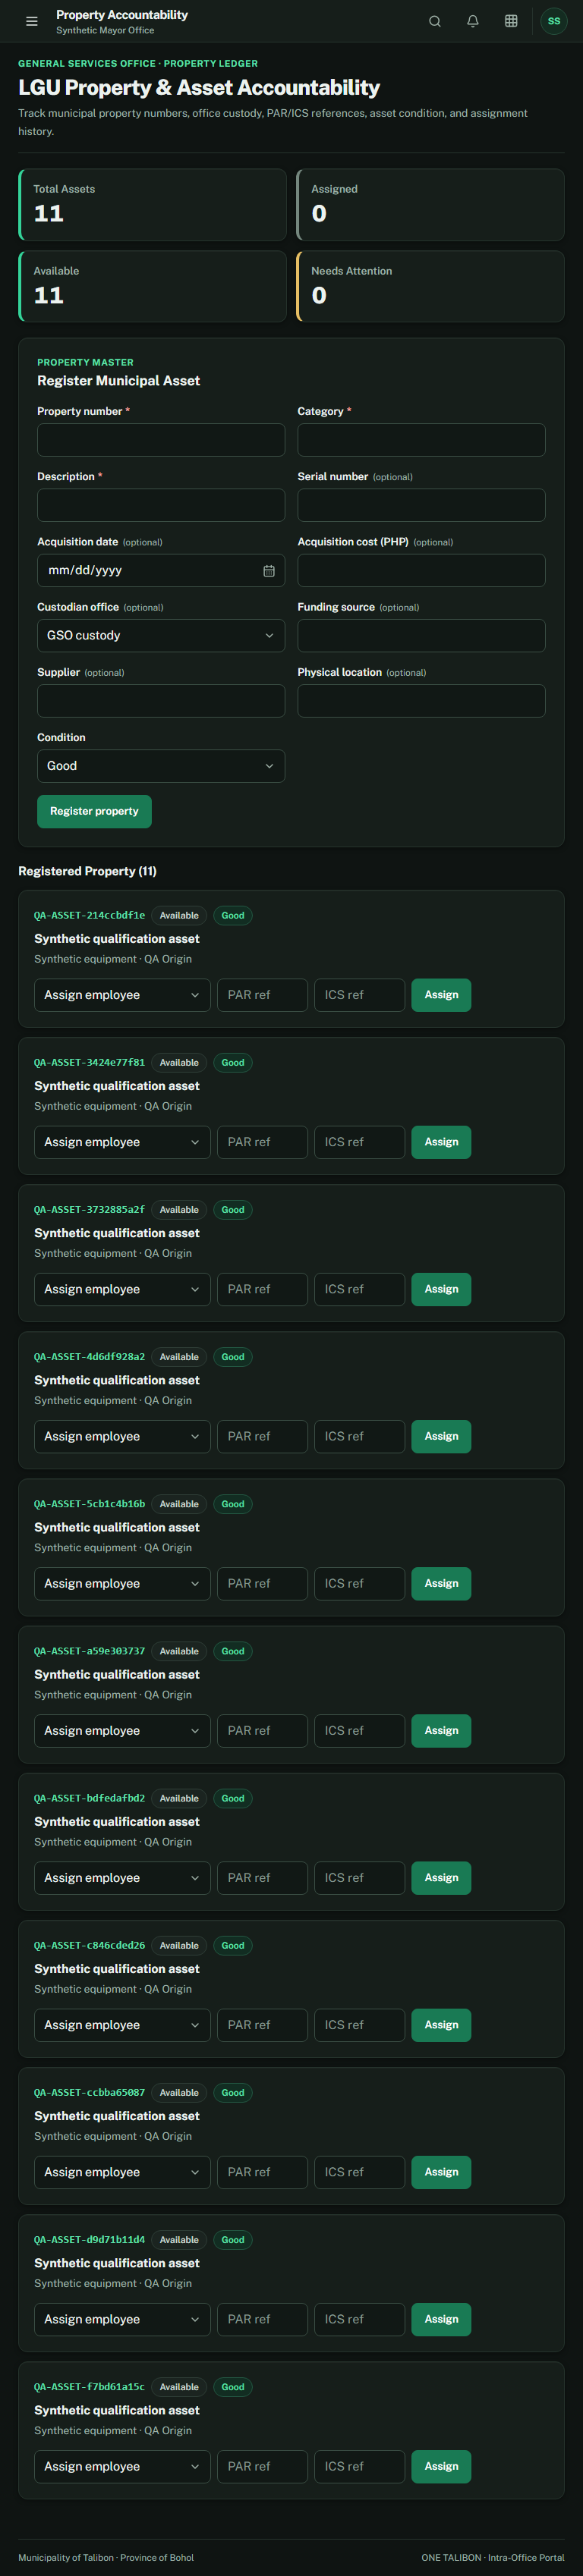 Property Accountability
Synthetic Mayor Office
SS
GENERAL SERVICES OFFICE · PROPERTY LEDGER
LGU Property & Asset Accountability
Track municipal property numbers, office custody, PAR/ICS references, asset condition, and assignment
history.
Total Assets
11
Assigned
0
Available
11
Needs Attention
0
PROPERTY MASTER
Register Municipal Asset
Property number *
Category *
Description *
Serial number (optional)
Acquisition date (optional)
Acquisition cost (PHP) (optional)
mm/dd/yyyy
Custodian office (optional)
Funding source (optional)
GSO custody
Supplier (optional)
Physical location (optional)
Condition
Good
Register property
Registered Property (11)
QA-ASSET-214ccbdf1e Available Good
Synthetic qualification asset
Synthetic equipment · QA Origin
Assign employee PAR ref ICS ref Assign
QA-ASSET-3424e77f81 Available Good
Synthetic qualification asset
Synthetic equipment · QA Origin
Assign employee PAR ref ICS ref Assign
QA-ASSET-3732885a2f Available Good
Synthetic qualification asset
Synthetic equipment · QA Origin
Assign employee PAR ref ICS ref Assign
QA-ASSET-4d6df928a2 Available Good
Synthetic qualification asset
Synthetic equipment · QA Origin
Assign employee PAR ref ICS ref Assign
QA-ASSET-5cb1c4b16b Available Good
Synthetic qualification asset
Synthetic equipment · QA Origin
Assign employee PAR ref ICS ref Assign
QA-ASSET-a59e303737 Available Good
Synthetic qualification asset
Synthetic equipment · QA Origin
Assign employee PAR ref ICS ref Assign
QA-ASSET-bdfedafbd2 Available Good
Synthetic qualification asset
Synthetic equipment · QA Origin
Assign employee PAR ref ICS ref Assign
QA-ASSET-c846cded26 Available Good
Synthetic qualification asset
Synthetic equipment · QA Origin
Assign employee PAR ref ICS ref Assign
QA-ASSET-ccbba65087 Available Good
Synthetic qualification asset
Synthetic equipment · QA Origin
Assign employee PAR ref ICS ref Assign
QA-ASSET-d9d71b11d4 Available Good
Synthetic qualification asset
Synthetic equipment · QA Origin
Assign employee PAR ref ICS ref Assign
QA-ASSET-f7bd61a15c Available Good
Synthetic qualification asset
Synthetic equipment · QA Origin
Assign employee PAR ref ICS ref Assign
Municipality of Talibon · Province of Bohol
ONE TALIBON · Intra-Office Portal